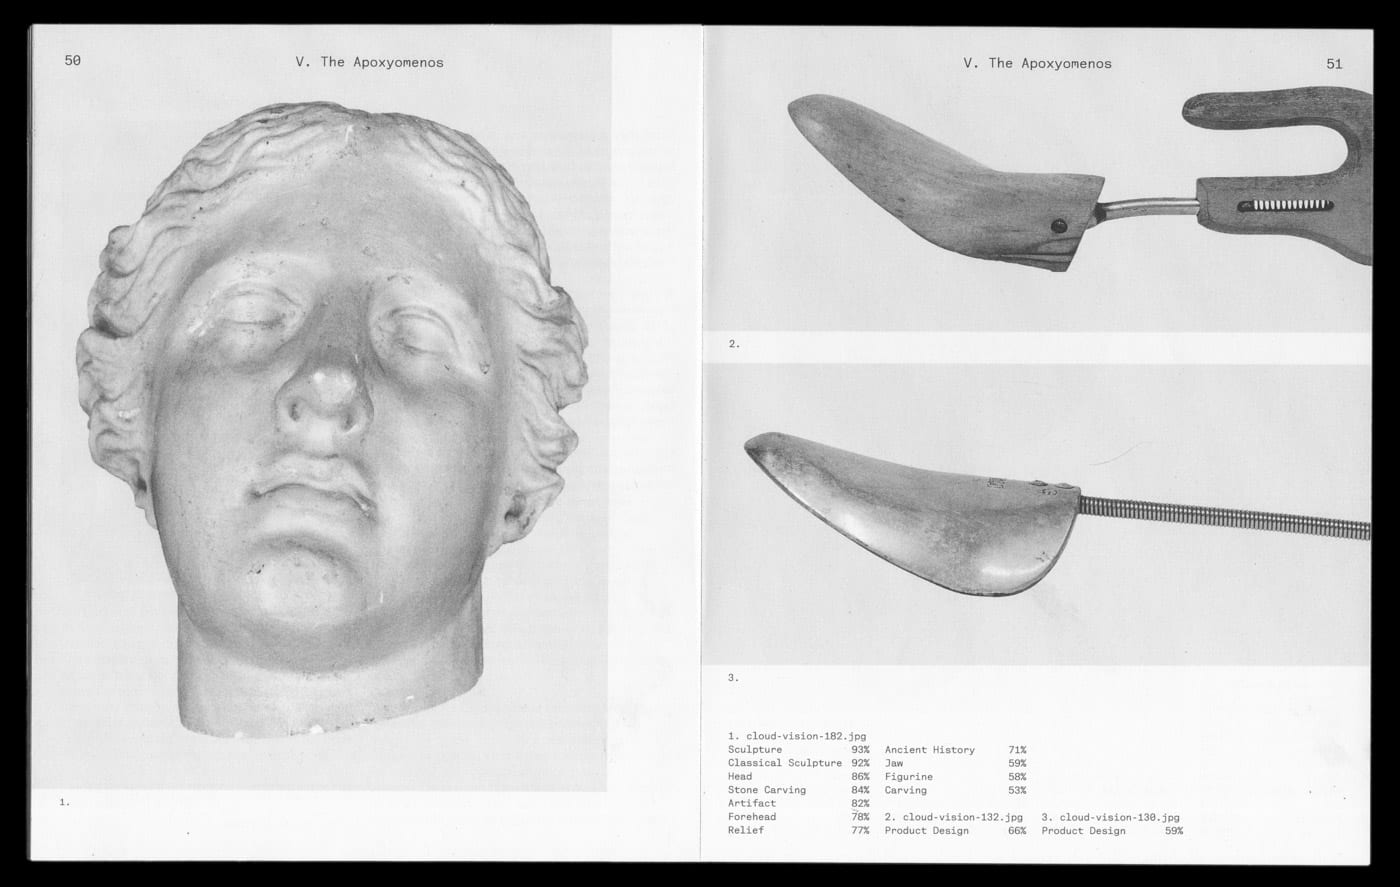 50
V. The Apoxyomenos
1.
V. The Apoxyomenos
51
2.
3.
1. cloud-vision-182.jpg
Sculpture 93%
Classical Sculpture 92%
Head 86%
Stone Carving 84%
Artifact 82%
Forehead 78%
Relief 77%
Ancient History 71%
Jaw 59%
Figurine 58%
Carving 53%
2. cloud-vision-132.jpg
Product Design 66%
3. cloud-vision-130.jpg
Product Design 59%